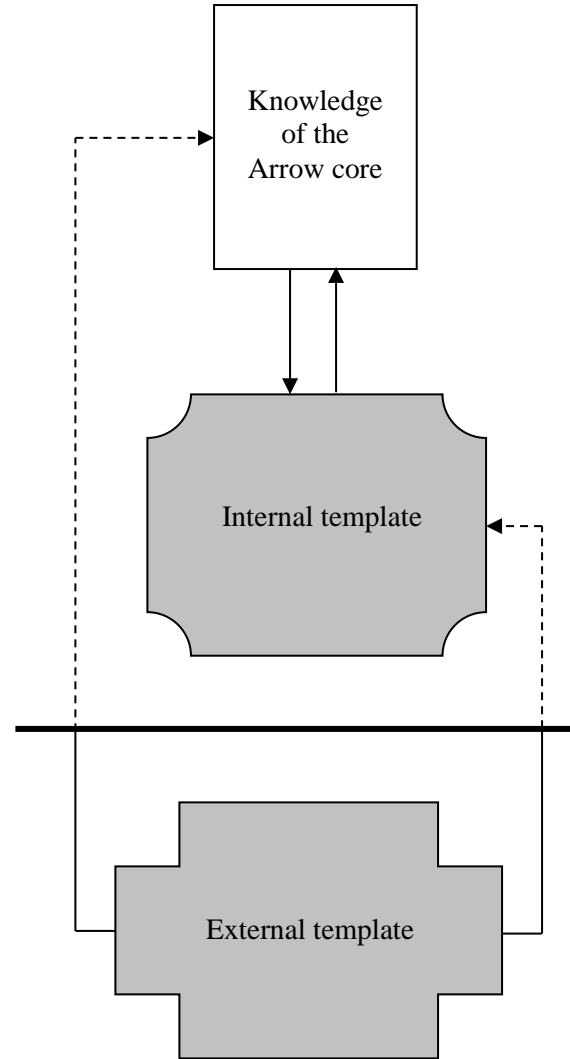 Knowledge
of the
Arrow core
Internal template
External template